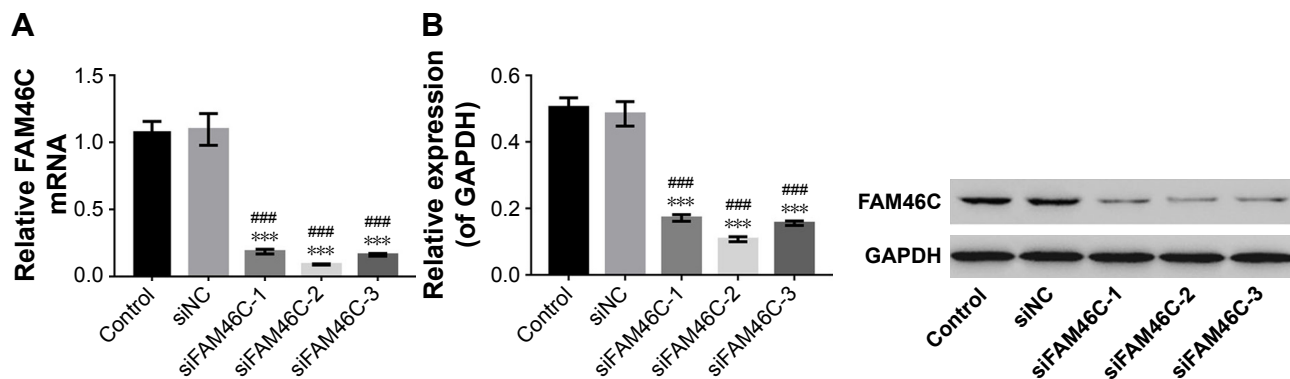 A
Relative FAM46C
mRNA
1.5
1.0
0.5
0.0
###
***
###
***
###
***
Control
siNC
siFAM46C-1
siFAM46C-2
siFAM46C-3
B
Relative expression
(of GAPDH)
0.6
0.4
0.2
0.0
###
***
###
***
###
***
Control
siNC
siFAM46C-1
siFAM46C-2
siFAM46C-3
FAM46C
GAPDH
Control
siNC
siFAM46C-1
siFAM46C-2
siFAM46C-3